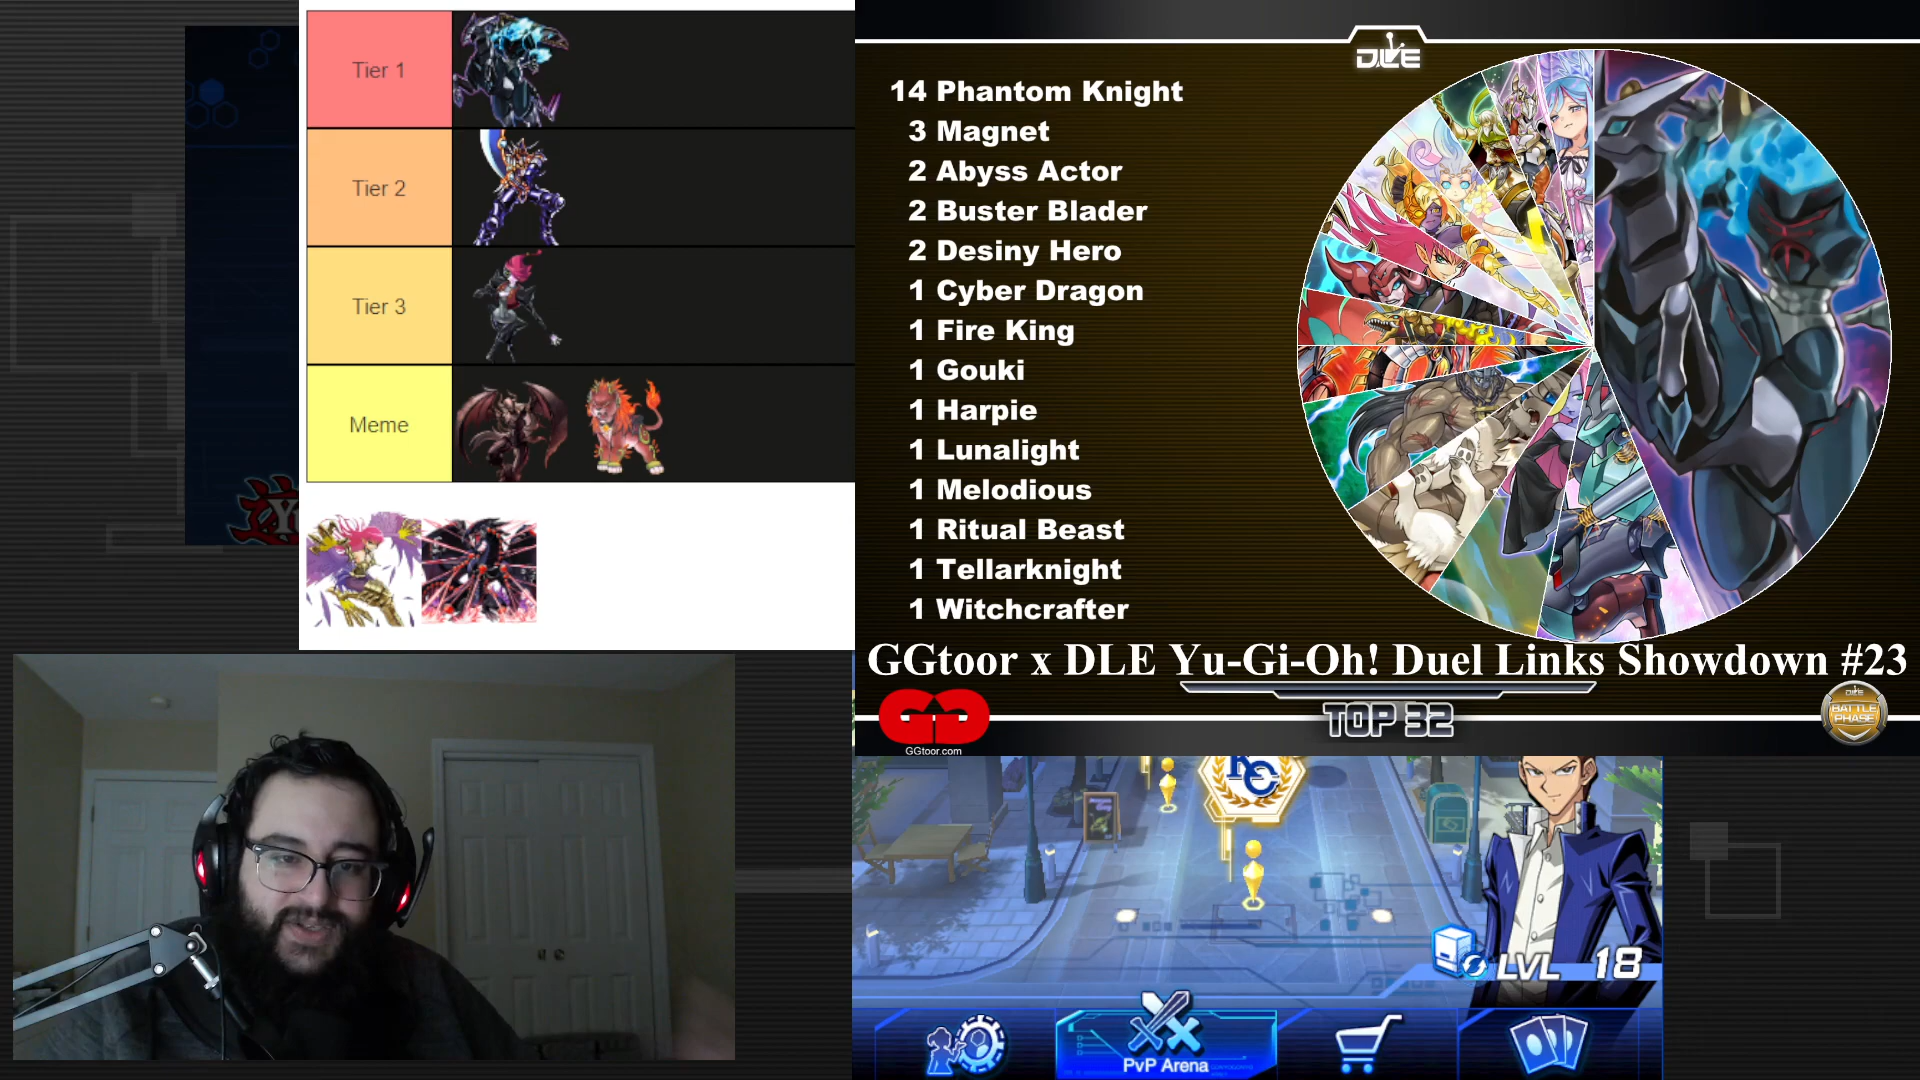 Tier 1
Tier 2
Tier 3
Meme
DLE
14 Phantom Knight
3 Magnet
2 Abyss Actor
2 Buster Blader
2 Desiny Hero
1 Cyber Dragon
1 Fire King
1 Gouki
1 Harpie
1 Lunalight
1 Melodious
1 Ritual Beast
1 Tellarknight
1 Witchcrafter
GGtoor x DLE Yu-Gi-Oh! Duel Links Showdown #23
TOP 32
GGtoor.com
DLE
BATTLE
PHASE
KC
LVL 18
PvP Arena